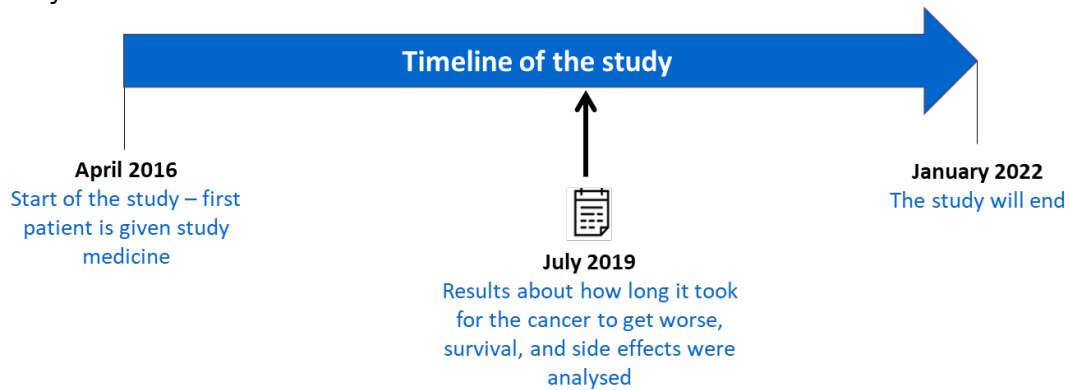 Timeline of the study
April 2016
Start of the study – first
patient is given study
medicine
July 2019
Results about how long it took
for the cancer to get worse,
survival, and side effects were
analysed
January 2022
The study will end